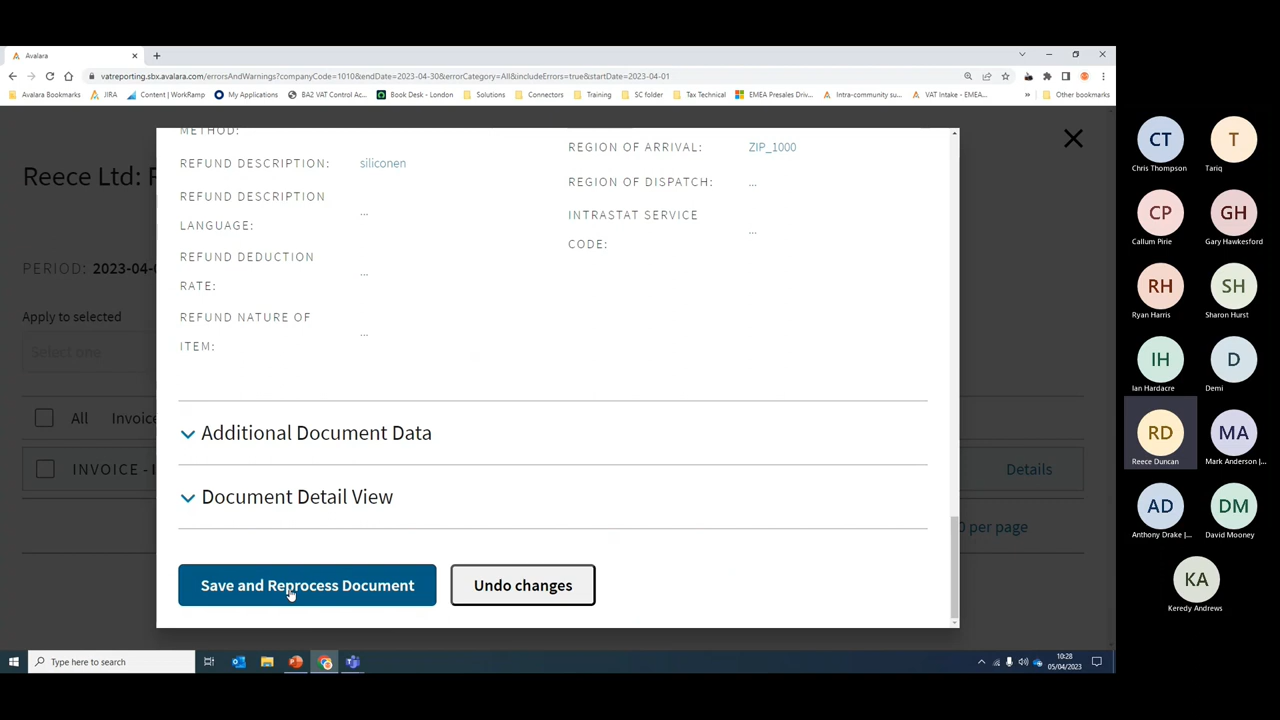 Avalara
vatreporting.sbx.avalara.com/errorsAndWarnings?companyCode=1010&endDate=2023-04-30&errorCategory=All&includeErrors=true&startDate=2023-04-01
Avalara Bookmarks
JIRA
Content | WorkRamp
My Applications
BA2 VAT Control Ac...
Book Desk - London
Solutions
Connectors
Training
SC folder
Tax Technical
EMEA Presales Driv...
Intra-community su...
VAT Intake - EMEA...
»
Other bookmarks
Reece Ltd:
PERIOD: 2023-04-
Apply to selected
Select one
All
Invoice
INVOICE -
Details
per page
METHOD:
REFUND DESCRIPTION:
siliconen
REFUND DESCRIPTION
LANGUAGE:
...
REFUND DEDUCTION
RATE:
...
REFUND NATURE OF
ITEM:
...
REGION OF ARRIVAL:
ZIP_1000
REGION OF DISPATCH:
...
INTRASTAT SERVICE
CODE:
...
Additional Document Data
Document Detail View
Save and Reprocess Document
Undo changes
Type here to search
10:28
05/04/2023
CT
Chris Thompson
T
Tariq
CP
Callum Pirie
GH
Gary Hawkesford
RH
Ryan Harris
SH
Sharon Hurst
IH
Ian Hardacre
D
Demi
RD
Reece Duncan
MA
Mark Anderson |...
AD
Anthony Drake |...
DM
David Mooney
KA
Keredy Andrews